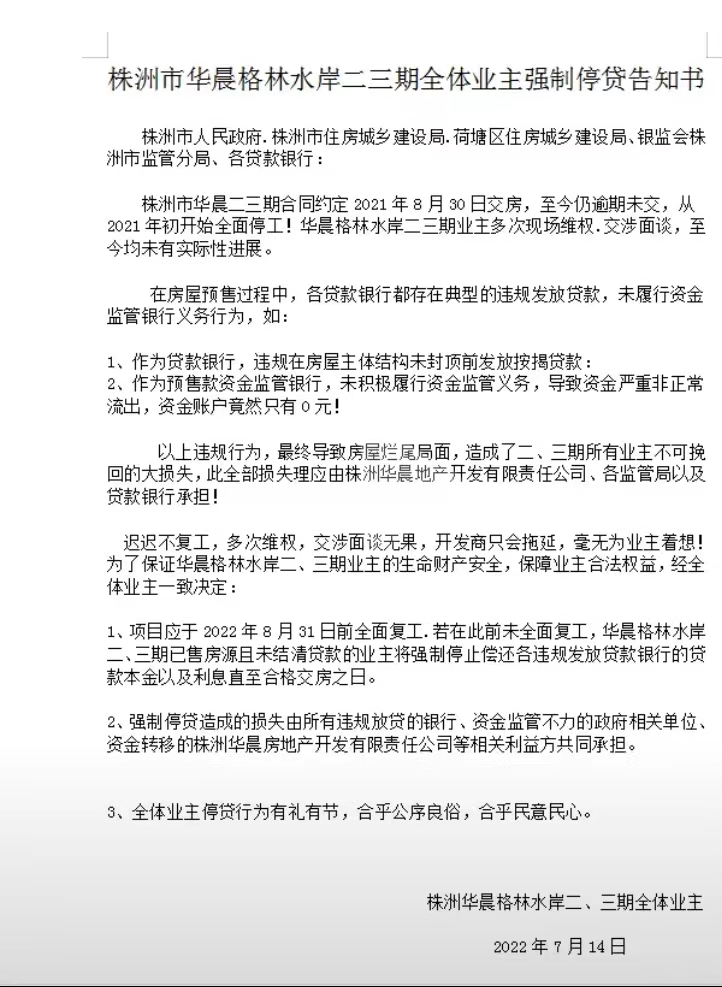 株洲市华晨格林水岸二三期全体业主强制停贷告知书
株洲市人民政府.株洲市住房城乡建设局.荷塘区住房城乡建设局、银监会株
洲市监管分局、各贷款银行:
株洲市华晨二三期合同约定 2021 年 8 月 30 日交房，至今仍逾期未交，从
2021 年初开始全面停工！华晨格林水岸二三期业主多次现场维权.交涉面谈，至
今均未有实际性进展。
在房屋预售过程中，各贷款银行都存在典型的违规发放贷款，未履行资金
监管银行义务行为，如:
1、作为贷款银行，违规在房屋主体结构未封顶前发放按揭贷款:
2、作为预售款资金监管银行，未积极履行资金监管义务，导致资金严重非正常
流出，资金账户竟然只有 0 元!
以上违规行为，最终导致房屋烂尾局面，造成了二、三期所有业主不可挽
回的大损失，此全部损失理应由株洲华晨地产开发有限责任公司、各监管局以及
贷款银行承担!
迟迟不复工，多次维权，交涉面谈无果，开发商只会拖延，毫无为业主着想!
为了保证华晨格林水岸二、三期业主的生命财产安全，保障业主合法权益，经全
体业主一致决定:
1、项目应于 2022 年 8 月 31 日前全面复工.若在此前未全面复工，华晨格林水岸
二、三期已售房源且未结清贷款的业主将强制停止偿还各违规发放贷款银行的贷
款本金以及利息直至合格交房之日。
2、强制停贷造成的损失由所有违规放贷的银行、资金监管不力的政府相关单位、
资金转移的株洲华晨房地产开发有限责任公司等相关利益方共同承担。
3、全体业主停贷行为有礼有节，合乎公序良俗，合乎民意民心。
株洲华晨格林水岸二、三期全体业主
2022 年 7 月 14 日